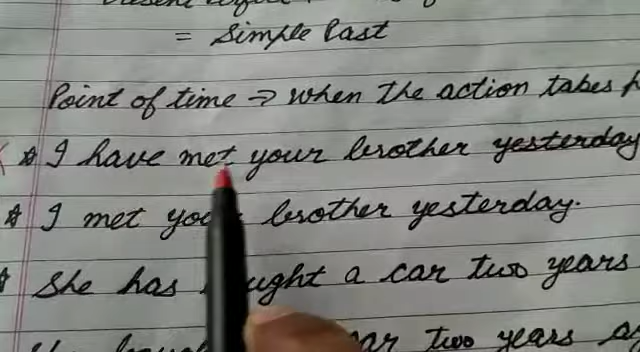 = Simple Past
Point of time → when the action takes
* I have met your brother yesterday
* I met your brother yesterday.
* She has bought a car two years
car two years